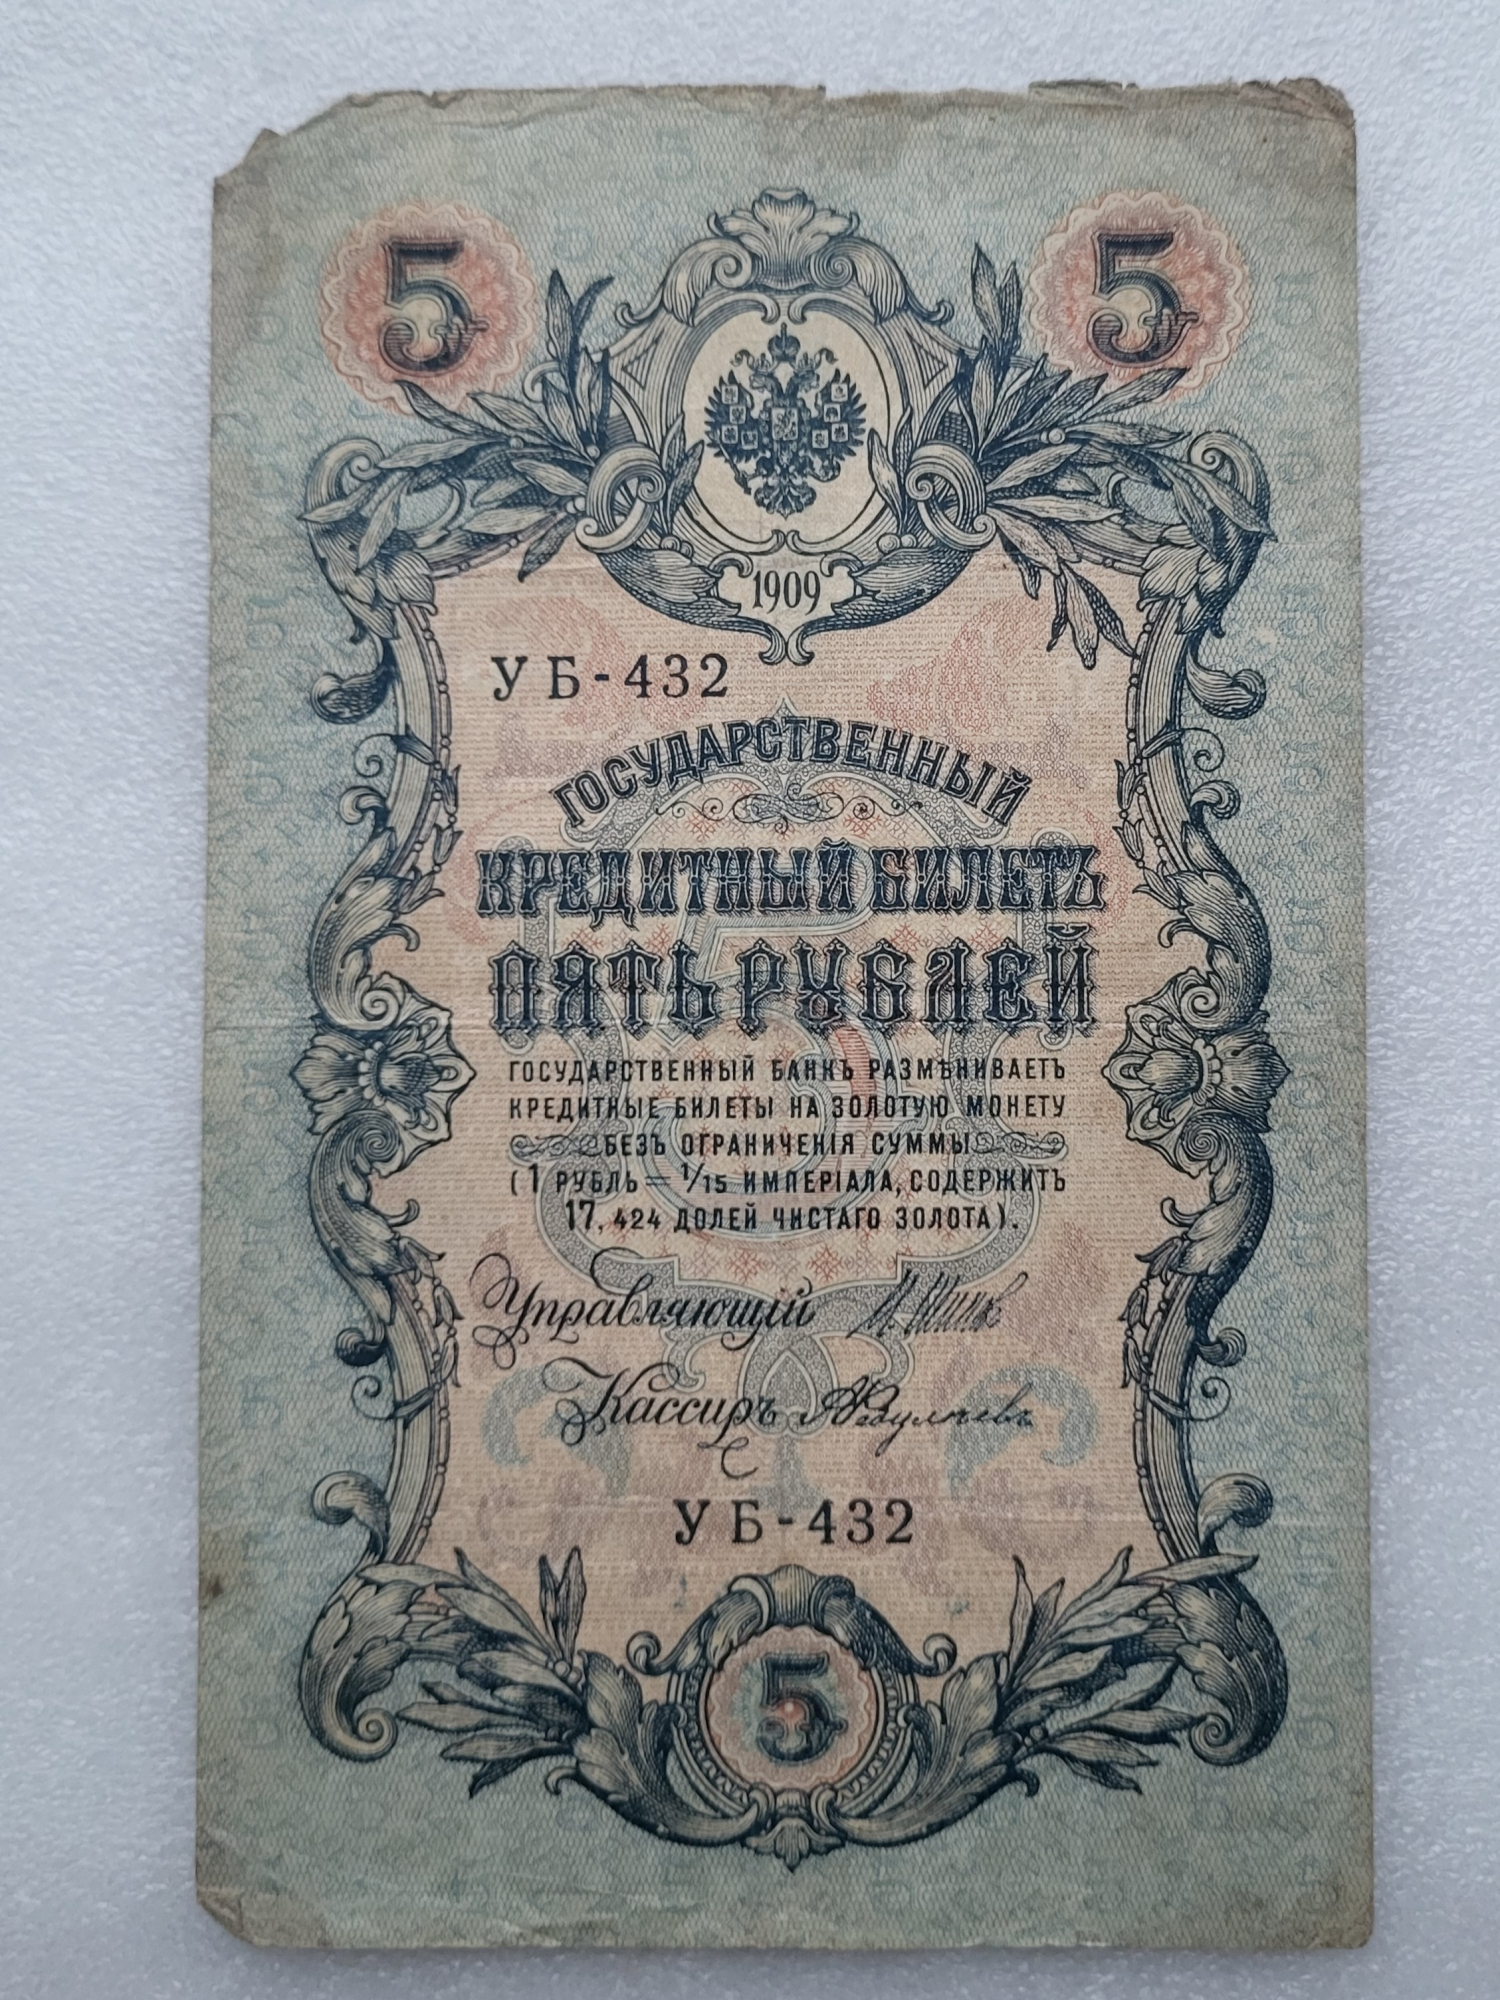 5 5
1909
УБ-432
ГОСУДАРСТВЕННЫЙ
КРЕДИТНЫЙ БИЛЕТЪ
ПЯТЬ РУБЛЕЙ
ГОСУДАРСТВЕННЫЙ БАНКЪ РАЗМѢНИВАЕТЪ
КРЕДИТНЫЕ БИЛЕТЫ НА ЗОЛОТУЮ МОНЕТУ
БЕЗЪ ОГРАНИЧЕНІЯ СУММЫ
(1 РУБЛЬ = 1/15 ИМПЕРІАЛА, СОДЕРЖИТЪ
17,424 ДОЛЕЙ ЧИСТАГО ЗОЛОТА).
Управляющій И. Шипов
Кассиръ
УБ-432
5